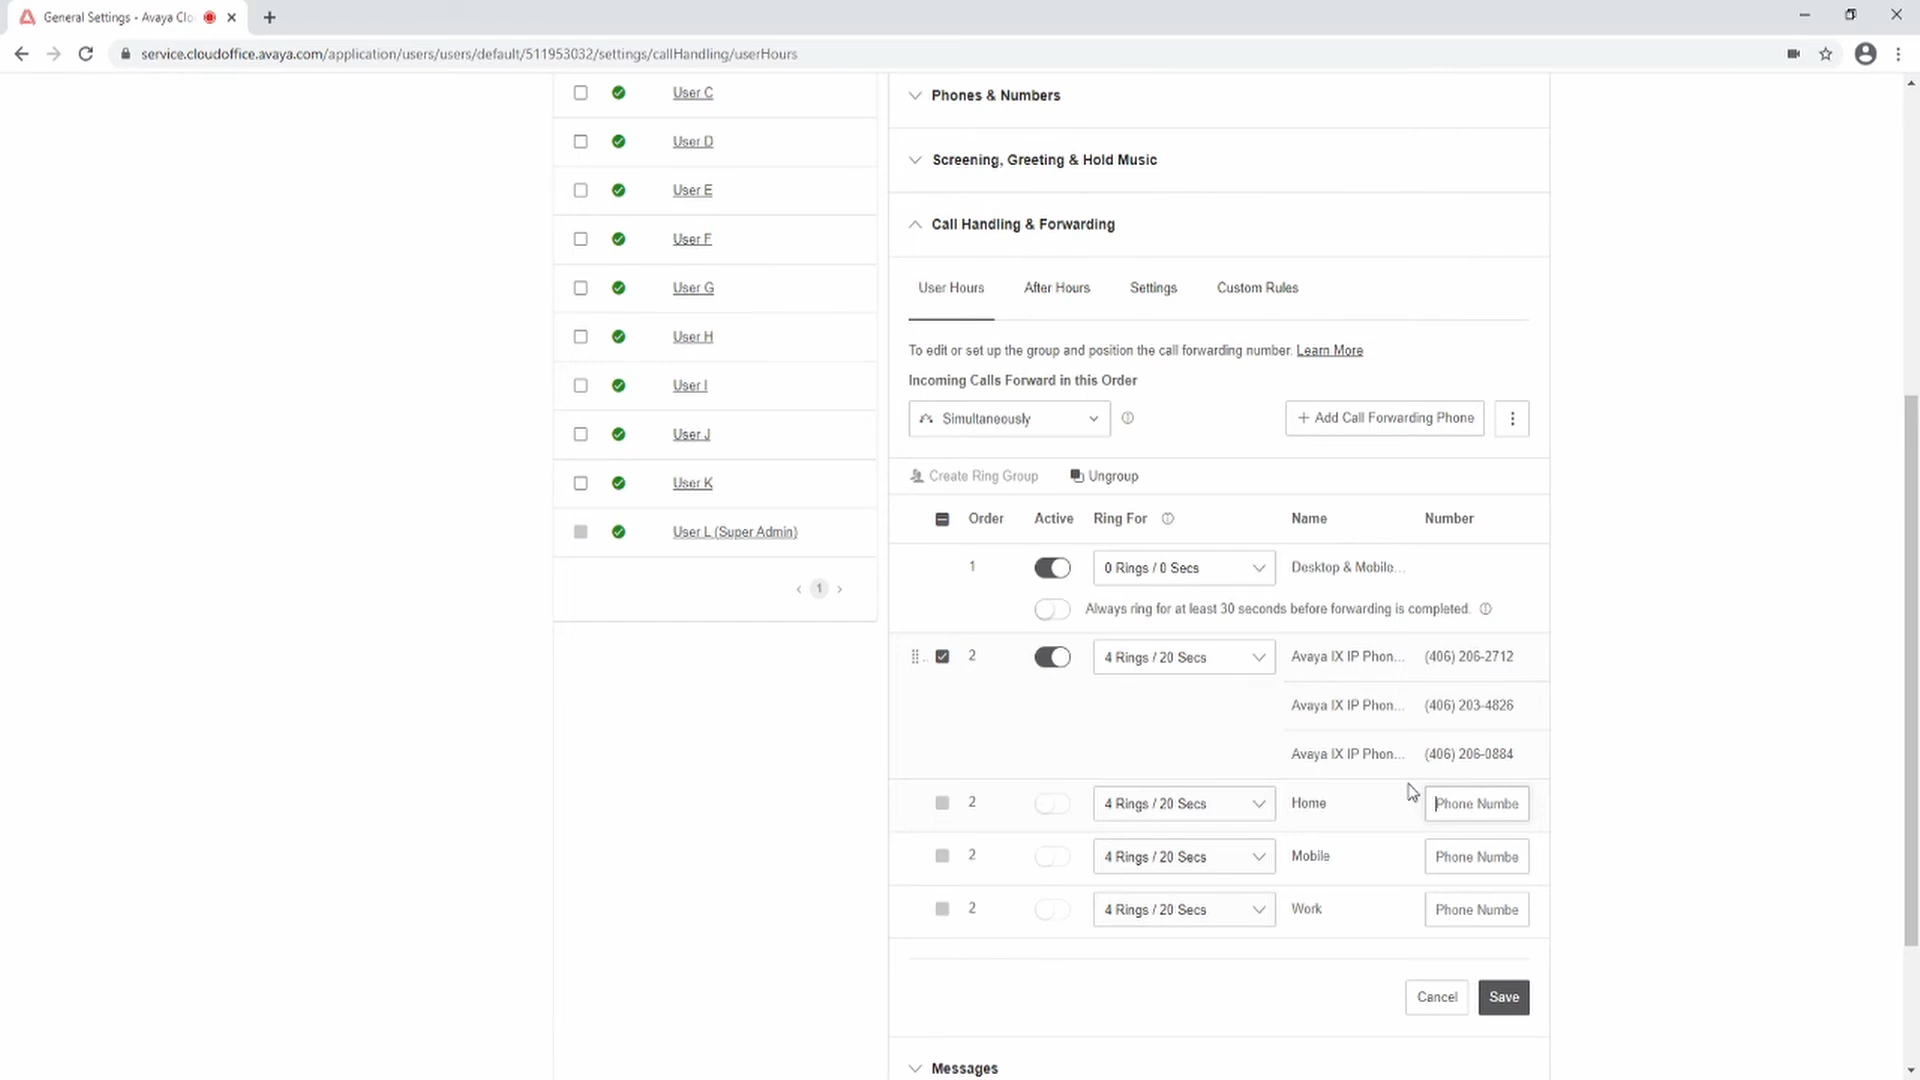 General Settings - Avaya Clo
service.cloudoffice.avaya.com/application/users/users/default/511953032/settings/callHandling/userHours
User C
User D
User E
User F
User G
User H
User I
User J
User K
User L (Super Admin)
1
Phones & Numbers
Screening, Greeting & Hold Music
Call Handling & Forwarding
User Hours After Hours Settings Custom Rules
To edit or set up the group and position the call forwarding number. Learn More
Incoming Calls Forward in this Order
Simultaneously + Add Call Forwarding Phone
Create Ring Group Ungroup
Order Active Ring For Name Number
1 0 Rings / 0 Secs Desktop & Mobile...
Always ring for at least 30 seconds before forwarding is completed.
2 4 Rings / 20 Secs Avaya IX IP Phon... (406) 206-2712
Avaya IX IP Phon... (406) 203-4826
Avaya IX IP Phon... (406) 206-0884
2 4 Rings / 20 Secs Home Phone Numbe
2 4 Rings / 20 Secs Mobile Phone Numbe
2 4 Rings / 20 Secs Work Phone Numbe
Cancel Save
Messages